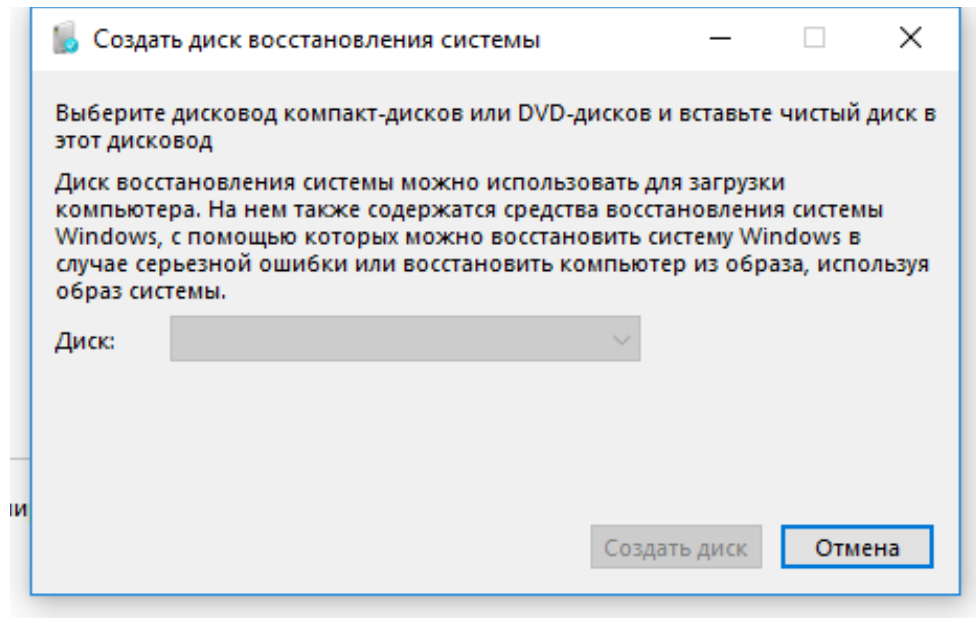 Создать диск восстановления системы
Выберите дисковод компакт-дисков или DVD-дисков и вставьте чистый диск в
этот дисковод
Диск восстановления системы можно использовать для загрузки
компьютера. На нем также содержатся средства восстановления системы
Windows, с помощью которых можно восстановить систему Windows в
случае серьезной ошибки или восстановить компьютер из образа, используя
образ системы.
Диск:
Создать диск
Отмена